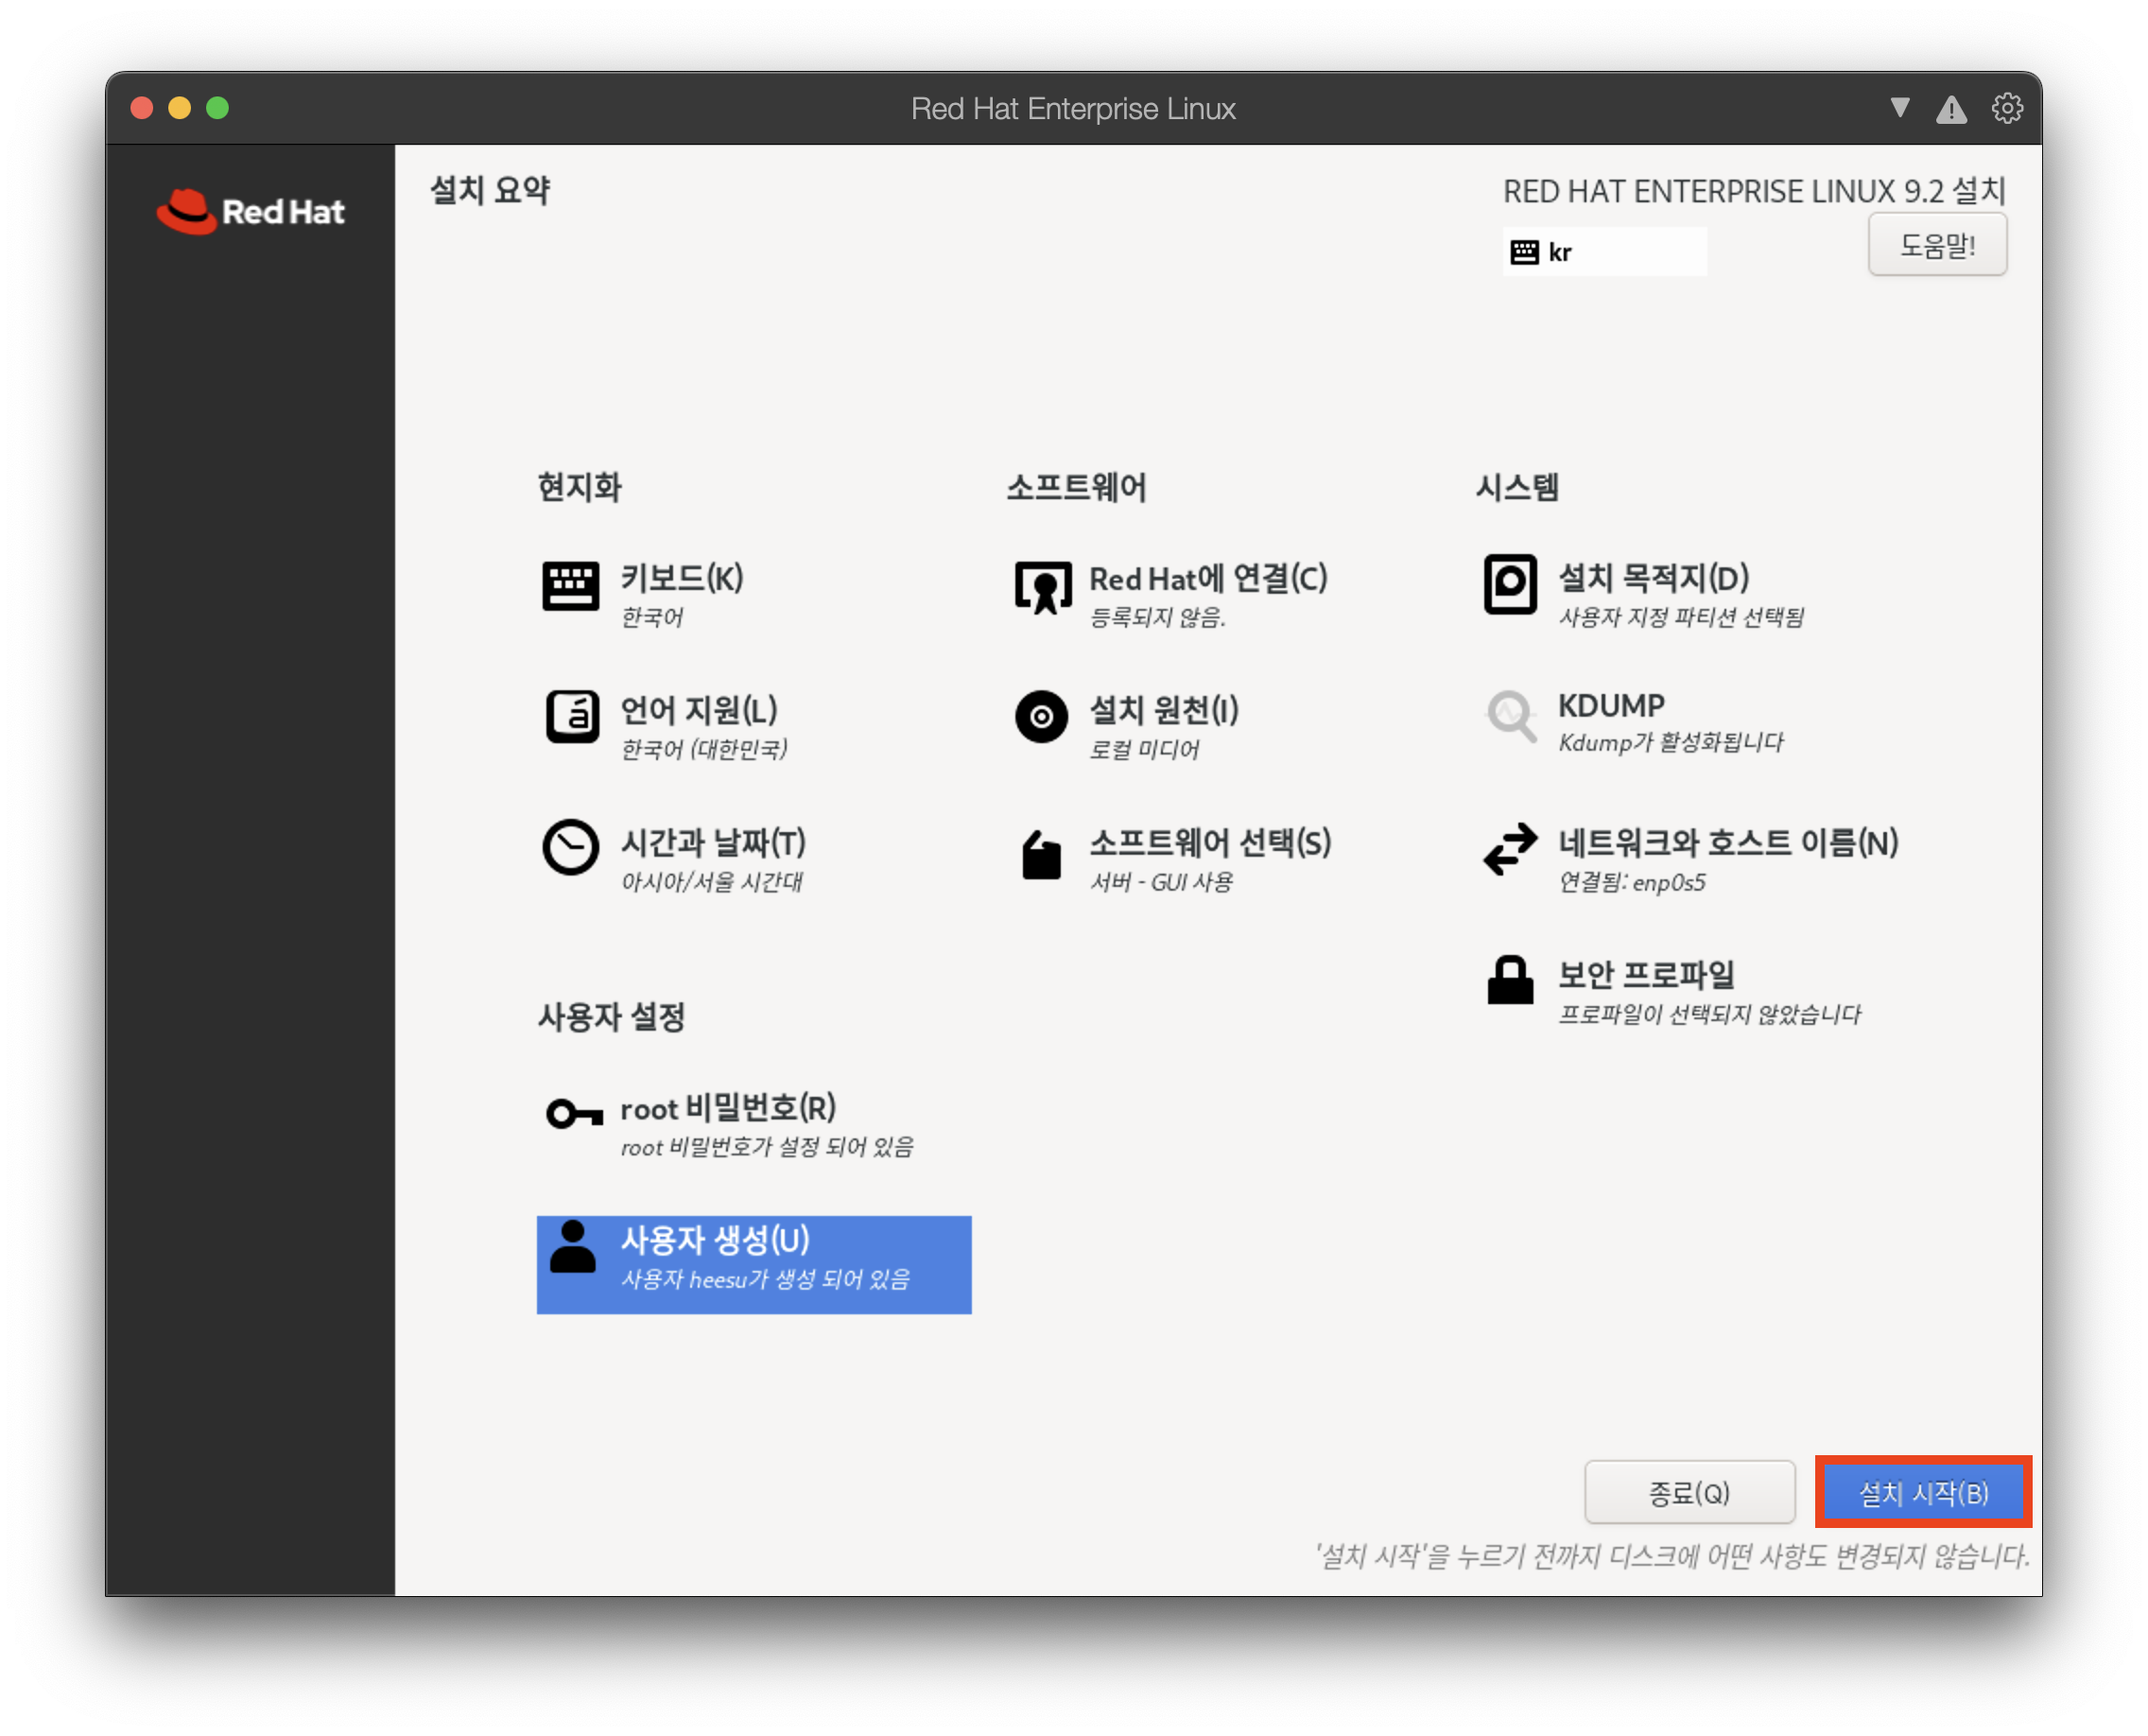 Red Hat Enterprise Linux
Red Hat
설치 요약
RED HAT ENTERPRISE LINUX 9.2 설치
kr
도움말!
현지화
키보드(K)
한국어
언어 지원(L)
한국어 (대한민국)
시간과 날짜(T)
아시아/서울 시간대
소프트웨어
Red Hat에 연결(C)
등록되지 않음.
설치 원천(I)
로컬 미디어
소프트웨어 선택(S)
서버 - GUI 사용
시스템
설치 목적지(D)
사용자 지정 파티션 선택됨
KDUMP
Kdump가 활성화됩니다
네트워크와 호스트 이름(N)
연결됨: enp0s5
보안 프로파일
프로파일이 선택되지 않았습니다
사용자 설정
root 비밀번호(R)
root 비밀번호가 설정 되어 있음
사용자 생성(U)
사용자 heesu가 생성 되어 있음
종료(Q)
설치 시작(B)
'설치 시작'을 누르기 전까지 디스크에 어떤 사항도 변경되지 않습니다.